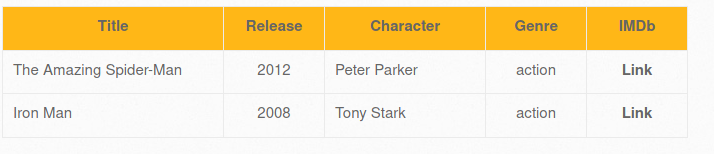 Title Release Character Genre IMDb
The Amazing Spider-Man 2012 Peter Parker action Link
Iron Man 2008 Tony Stark action Link